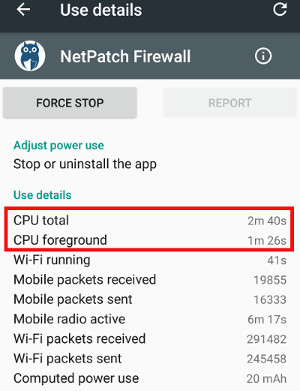 Use details
NetPatch Firewall
FORCE STOP
REPORT
Adjust power use
Stop or uninstall the app
Use details
CPU total 2m 40s
CPU foreground 1m 26s
Wi-Fi running 41s
Mobile packets received 19855
Mobile packets sent 16333
Mobile radio active 6m 17s
Wi-Fi packets received 291482
Wi-Fi packets sent 245458
Computed power use 20 mAh